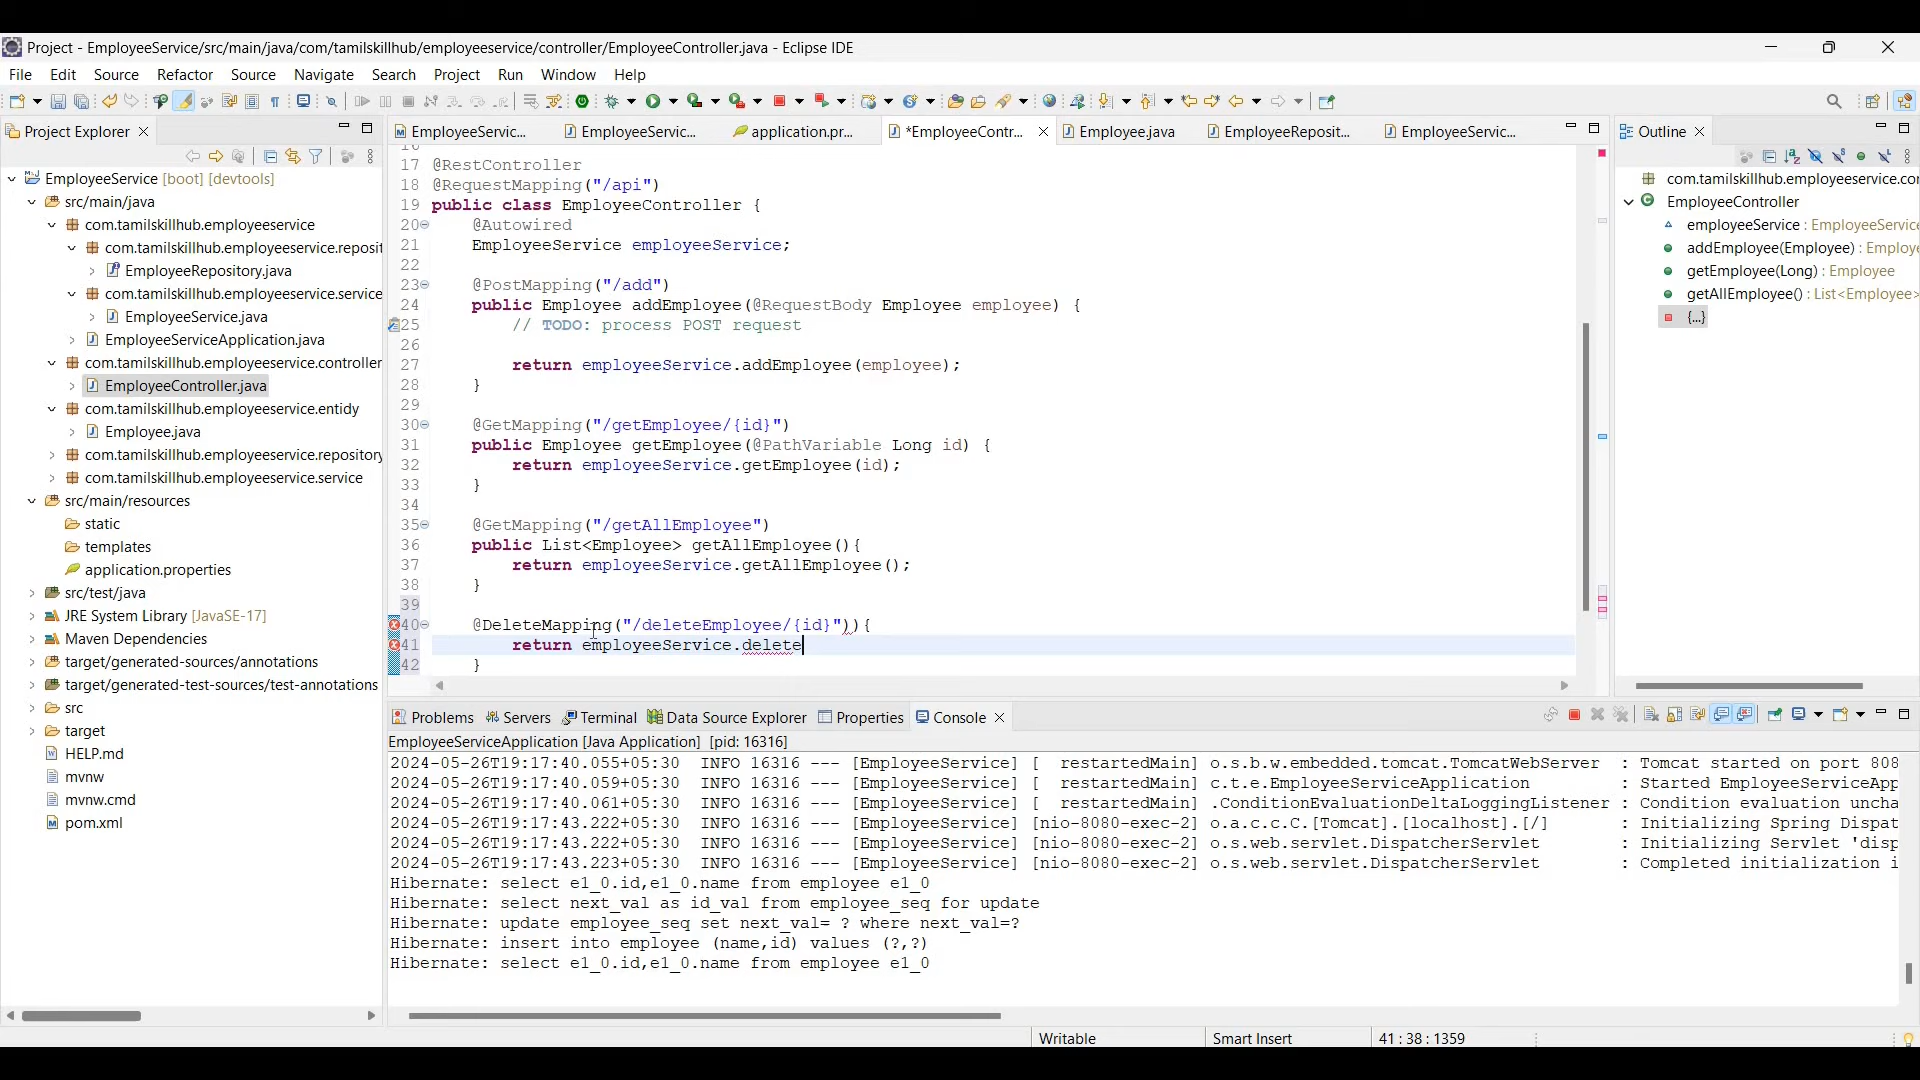 Project - EmployeeService/src/main/java/com/tamilskillhub/employeeservice/controller/EmployeeController.java - Eclipse IDE
File Edit Source Refactor Source Navigate Search Project Run Window Help
Project Explorer
EmployeeService [boot] [devtools]
src/main/java
com.tamilskillhub.employeeservice
com.tamilskillhub.employeeservice.reposit
EmployeeRepository.java
com.tamilskillhub.employeeservice.service
EmployeeService.java
EmployeeServiceApplication.java
com.tamilskillhub.employeeservice.controller
EmployeeController.java
com.tamilskillhub.employeeservice.entidy
Employee.java
com.tamilskillhub.employeeservice.repository
com.tamilskillhub.employeeservice.service
src/main/resources
static
templates
application.properties
src/test/java
JRE System Library [JavaSE-17]
Maven Dependencies
target/generated-sources/annotations
target/generated-test-sources/test-annotations
src
target
HELP.md
mvnw
mvnw.cmd
pom.xml
EmployeeServic... EmployeeServic... application.pr... *EmployeeContr... Employee.java EmployeeReposit... EmployeeServic...
16
17 @RestController
18 @RequestMapping("/api")
19 public class EmployeeController {
20 @Autowired
21 EmployeeService employeeService;
22
23 @PostMapping("/add")
24 public Employee addEmployee(@RequestBody Employee employee) {
25 // TODO: process POST request
26
27 return employeeService.addEmployee(employee);
28 }
29
30 @GetMapping("/getEmployee/{id}")
31 public Employee getEmployee(@PathVariable Long id) {
32 return employeeService.getEmployee(id);
33 }
34
35 @GetMapping("/getAllEmployee")
36 public List<Employee> getAllEmployee(){
37 return employeeService.getAllEmployee();
38 }
39
40 @DeleteMapping("/deleteEmployee/{id}")){
41 return employeeService.delete
42 }
Outline
com.tamilskillhub.employeeservice.cor
EmployeeController
employeeService : EmployeeService
addEmployee(Employee) : Employe
getEmployee(Long) : Employee
getAllEmployee() : List<Employee>
{...}
Problems Servers Terminal Data Source Explorer Properties Console
EmployeeServiceApplication [Java Application] [pid: 16316]
2024-05-26T19:17:40.055+05:30 INFO 16316 --- [EmployeeService] [ restartedMain] o.s.b.w.embedded.tomcat.TomcatWebServer : Tomcat started on port 808
2024-05-26T19:17:40.059+05:30 INFO 16316 --- [EmployeeService] [ restartedMain] c.t.e.EmployeeServiceApplication : Started EmployeeServiceApp
2024-05-26T19:17:40.061+05:30 INFO 16316 --- [EmployeeService] [ restartedMain] .ConditionEvaluationDeltaLoggingListener : Condition evaluation uncha
2024-05-26T19:17:43.222+05:30 INFO 16316 --- [EmployeeService] [nio-8080-exec-2] o.a.c.c.C.[Tomcat].[localhost].[/] : Initializing Spring Dispat
2024-05-26T19:17:43.222+05:30 INFO 16316 --- [EmployeeService] [nio-8080-exec-2] o.s.web.servlet.DispatcherServlet : Initializing Servlet 'disp
2024-05-26T19:17:43.223+05:30 INFO 16316 --- [EmployeeService] [nio-8080-exec-2] o.s.web.servlet.DispatcherServlet : Completed initialization i
Hibernate: select e1_0.id,e1_0.name from employee e1_0
Hibernate: select next_val as id_val from employee_seq for update
Hibernate: update employee_seq set next_val= ? where next_val=?
Hibernate: insert into employee (name,id) values (?,?)
Hibernate: select e1_0.id,e1_0.name from employee e1_0
Writable Smart Insert 41 : 38 : 1359